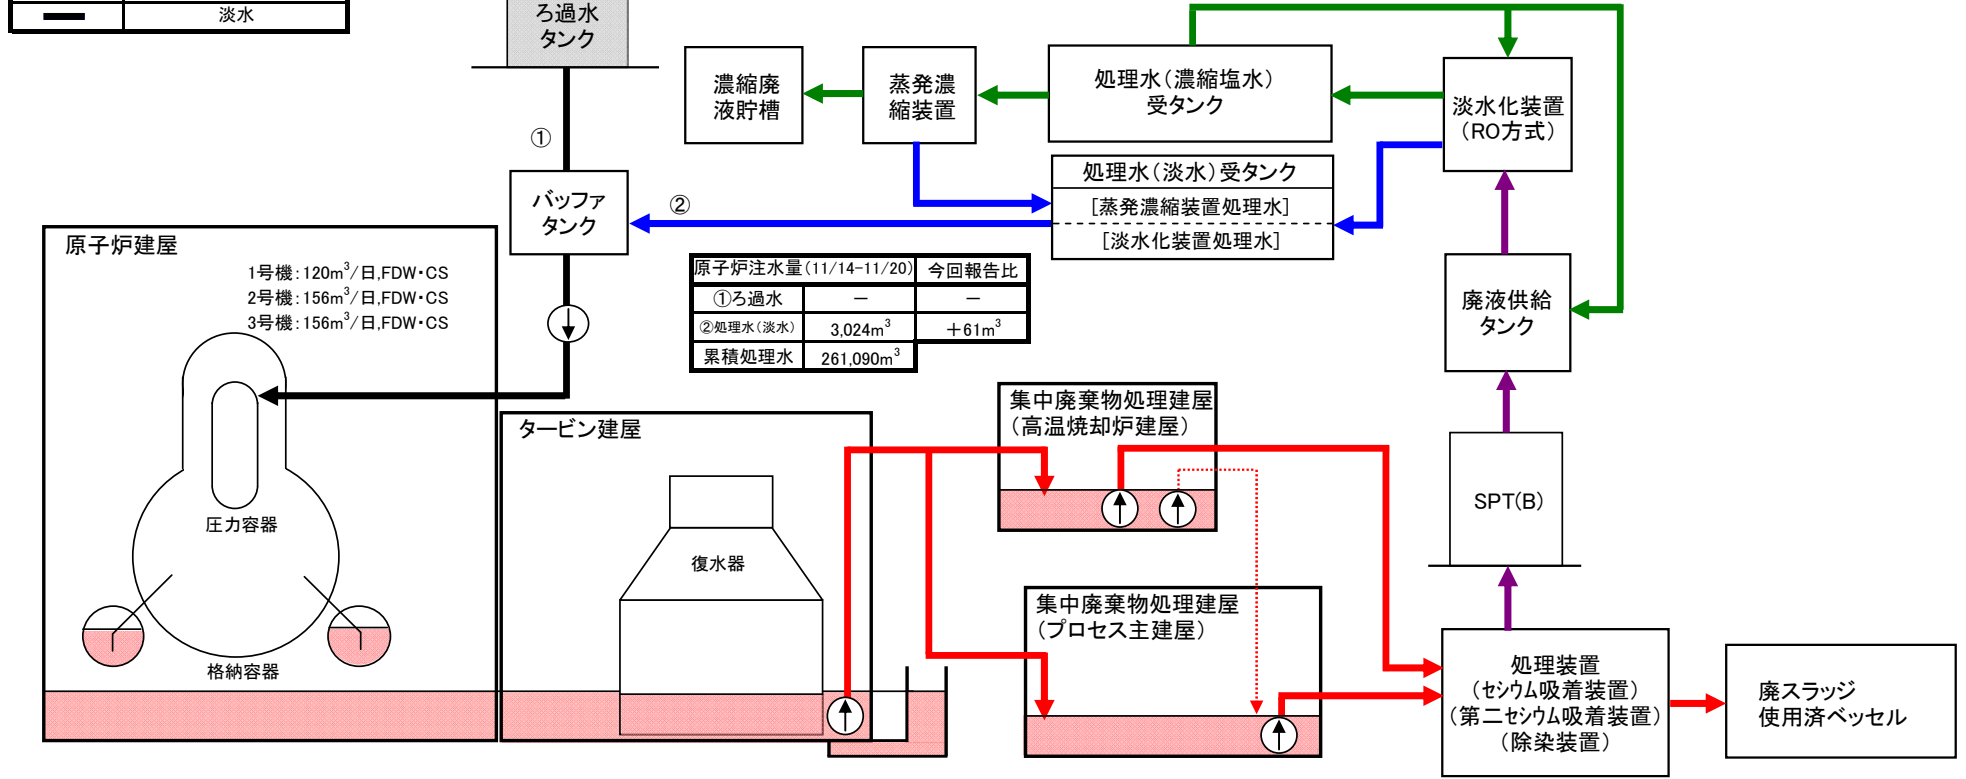 淡水
ろ過水
タンク
①
バッファ
タンク
②
濃縮廃
液貯槽
蒸発濃
縮装置
処理水(濃縮塩水)
受タンク
淡水化装置
(RO方式)
処理水(淡水)受タンク
[蒸発濃縮装置処理水]
[淡水化装置処理水]
原子炉建屋
1号機:120m³/日,FDW・CS
2号機:156m³/日,FDW・CS
3号機:156m³/日,FDW・CS
原子炉注水量(11/14-11/20) 今回報告比
①ろ過水 － －
②処理水(淡水) 3,024m³ ＋61m³
累積処理水 261,090m³
廃液供給
タンク
圧力容器
格納容器
タービン建屋
復水器
集中廃棄物処理建屋
(高温焼却炉建屋)
SPT(B)
集中廃棄物処理建屋
(プロセス主建屋)
処理装置
(セシウム吸着装置)
(第二セシウム吸着装置)
(除染装置)
廃スラッジ
使用済ベッセル